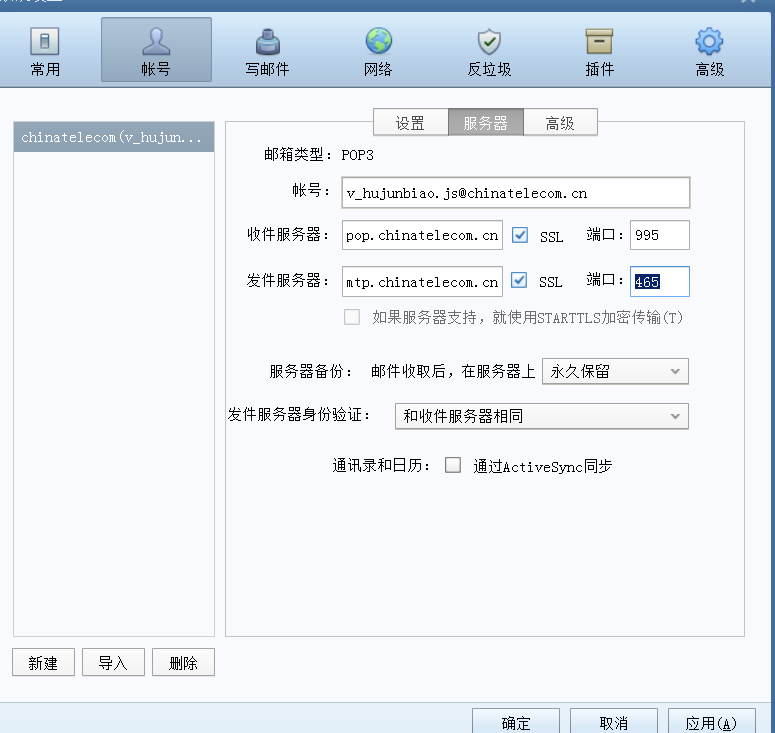 常用 帐号 写邮件 网络 反垃圾 插件 高级
设置 服务器 高级
chinatelecom(v_hujun...
邮箱类型: POP3
帐号: v_hujunbiao.js@chinatelecom.cn
收件服务器: pop.chinatelecom.cn SSL 端口: 995
发件服务器: mtp.chinatelecom.cn SSL 端口: 465
如果服务器支持，就使用STARTTLS加密传输(T)
服务器备份: 邮件收取后，在服务器上 永久保留
发件服务器身份验证: 和收件服务器相同
通讯录和日历: 通过ActiveSync同步
新建 导入 删除
确定 取消 应用(A)